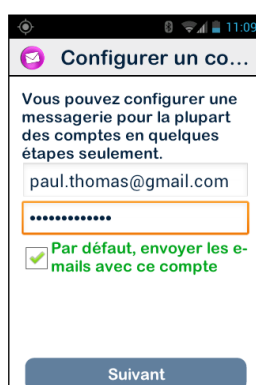 11:09
Configurer un co...
Vous pouvez configurer une
messagerie pour la plupart
des comptes en quelques
étapes seulement.
paul.thomas@gmail.com
•••••••••••••
Par défaut, envoyer les e-
mails avec ce compte
Suivant